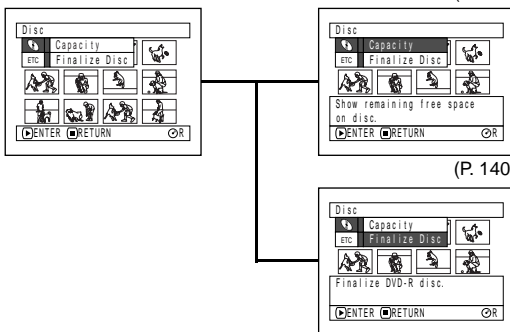 Disc
Capacity
ETC Finalize Disc
ENTER RETURN R
Disc
Capacity
ETC Finalize Disc
Show remaining free space
on disc.
ENTER RETURN R
(P. 140
Disc
Capacity
ETC Finalize Disc
Finalize DVD-R disc.
ENTER RETURN R